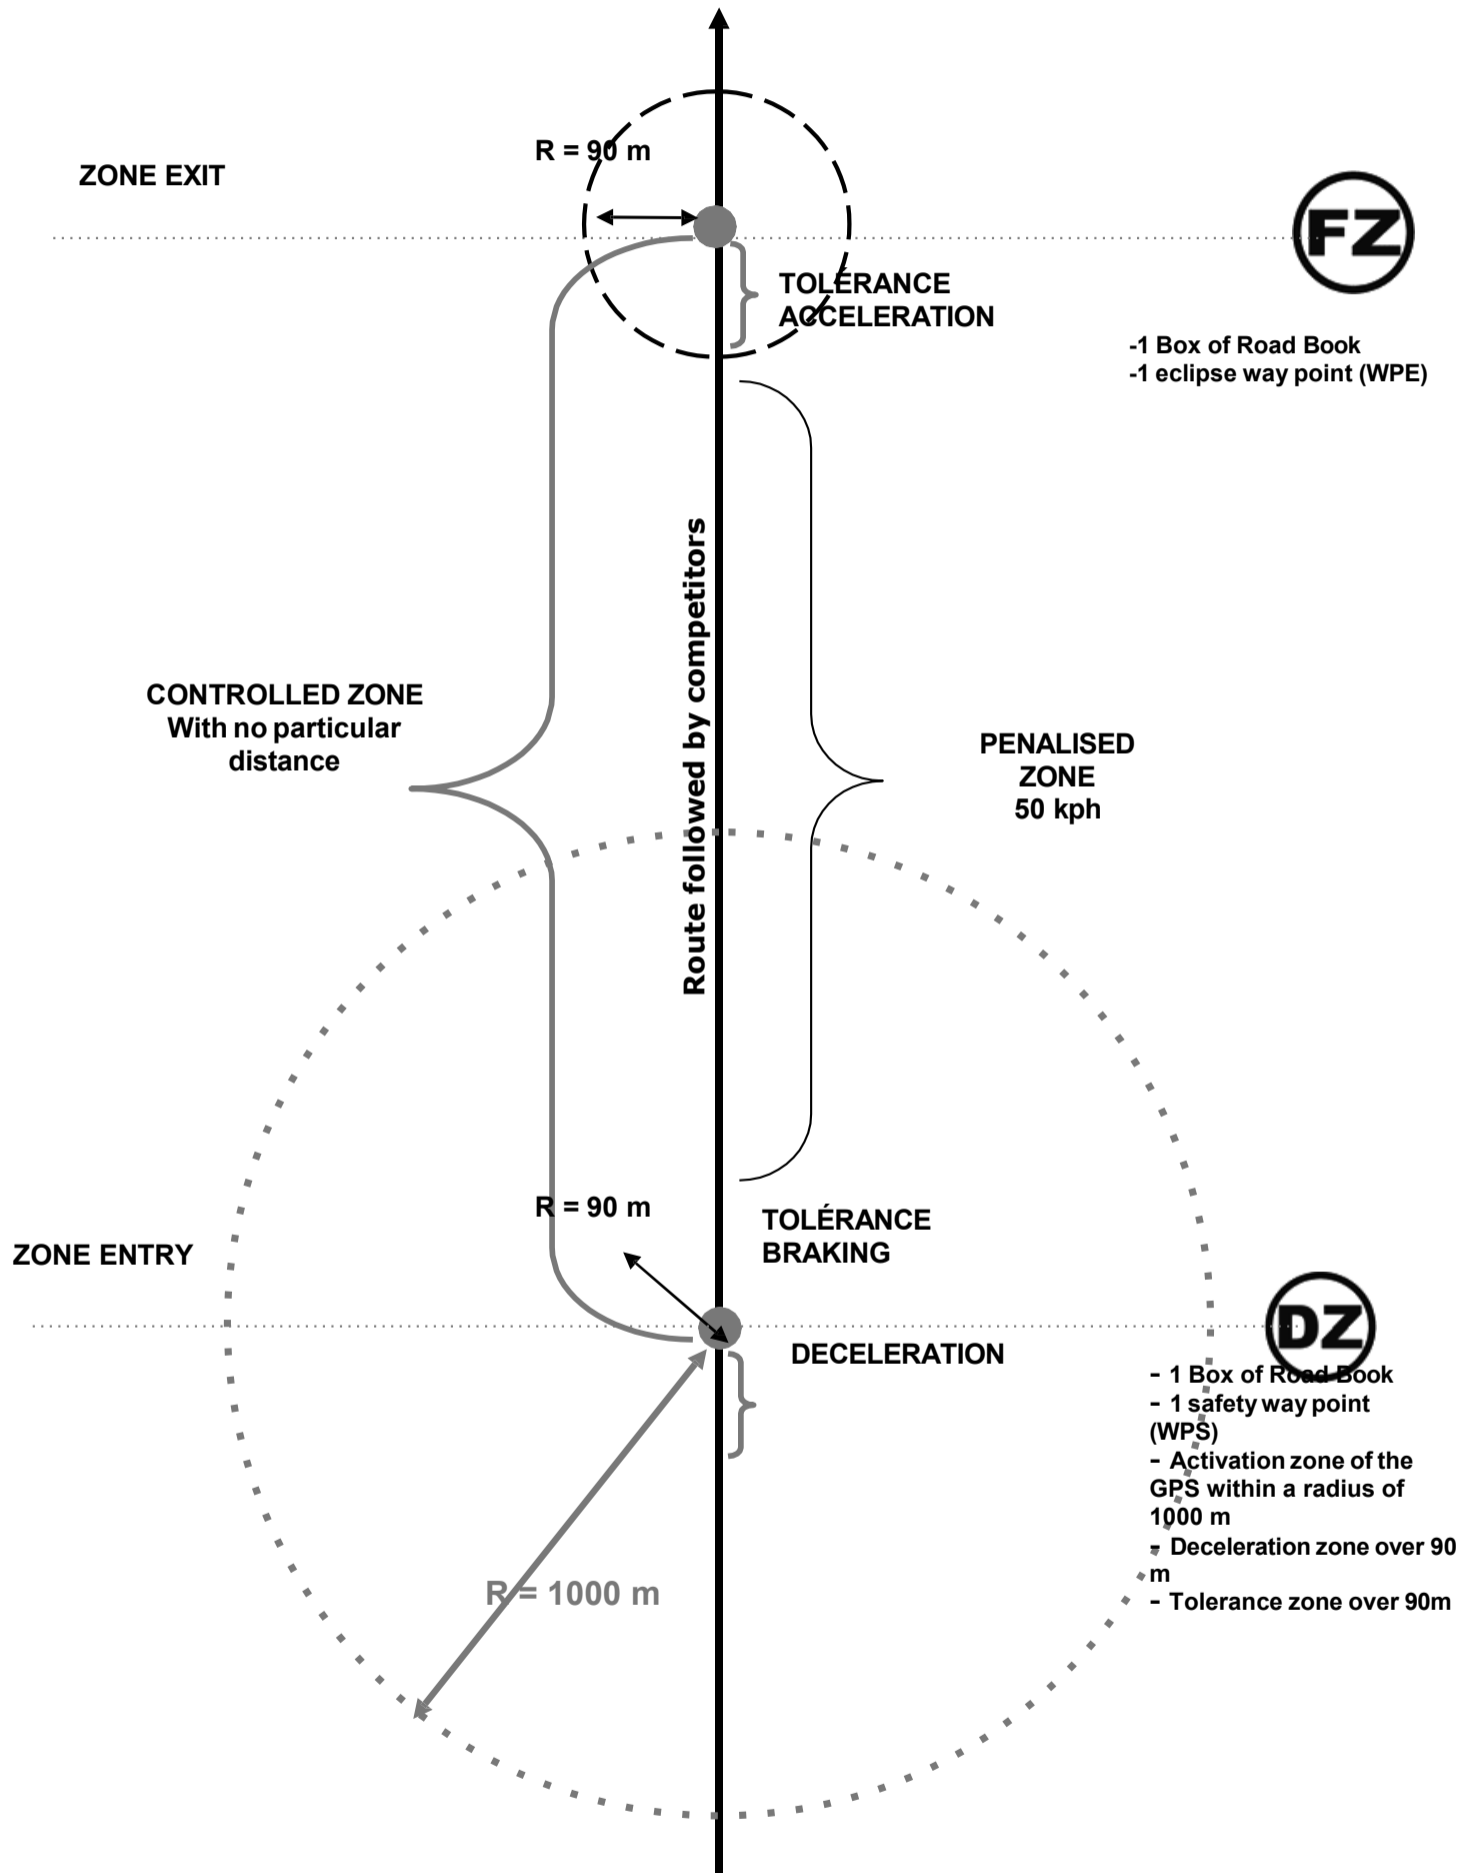 R = 90 m
ZONE EXIT
FZ
TOLÉRANCE
ACCELERATION
-1 Box of Road Book
-1 eclipse way point (WPE)
Route followed by competitors
CONTROLLED ZONE
With no particular
distance
PENALISED
ZONE
50 kph
R = 90 m
TOLÉRANCE
BRAKING
ZONE ENTRY
DZ
DECELERATION
- 1 Box of Road Book
- 1 safety way point
(WPS)
- Activation zone of the
GPS within a radius of
1000 m
- Deceleration zone over 90
m
- Tolerance zone over 90m
R = 1000 m